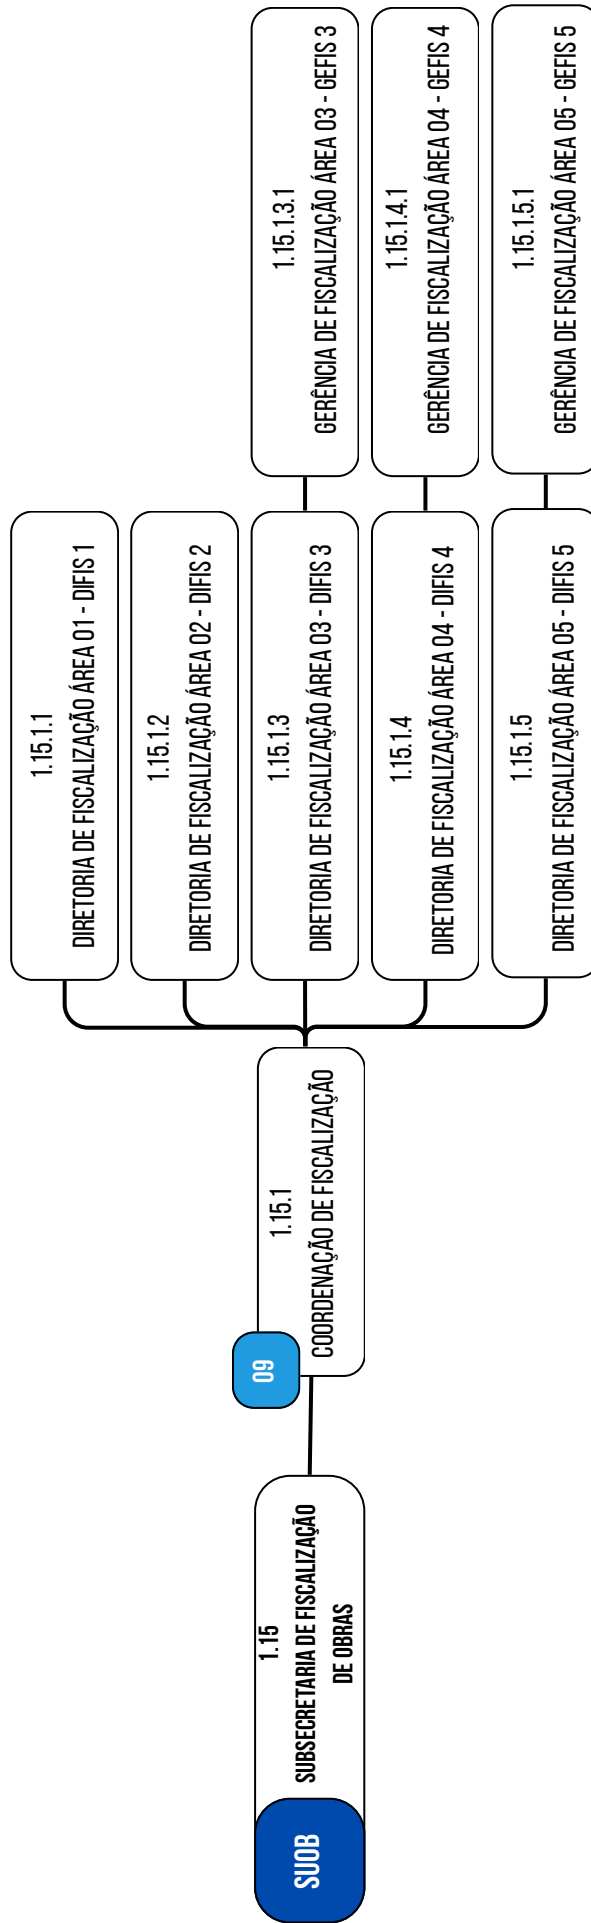 SUOB
1.15
SUBSECRETARIA DE FISCALIZAÇÃO
DE OBRAS
09
1.15.1
COORDENAÇÃO DE FISCALIZAÇÃO
1.15.1.1
DIRETORIA DE FISCALIZAÇÃO ÁREA 01 - DIFIS 1
1.15.1.2
DIRETORIA DE FISCALIZAÇÃO ÁREA 02 - DIFIS 2
1.15.1.3
DIRETORIA DE FISCALIZAÇÃO ÁREA 03 - DIFIS 3
1.15.1.3.1
GERÊNCIA DE FISCALIZAÇÃO ÁREA 03 - GEFIS 3
1.15.1.4
DIRETORIA DE FISCALIZAÇÃO ÁREA 04 - DIFIS 4
1.15.1.4.1
GERÊNCIA DE FISCALIZAÇÃO ÁREA 04 - GEFIS 4
1.15.1.5
DIRETORIA DE FISCALIZAÇÃO ÁREA 05 - DIFIS 5
1.15.1.5.1
GERÊNCIA DE FISCALIZAÇÃO ÁREA 05 - GEFIS 5